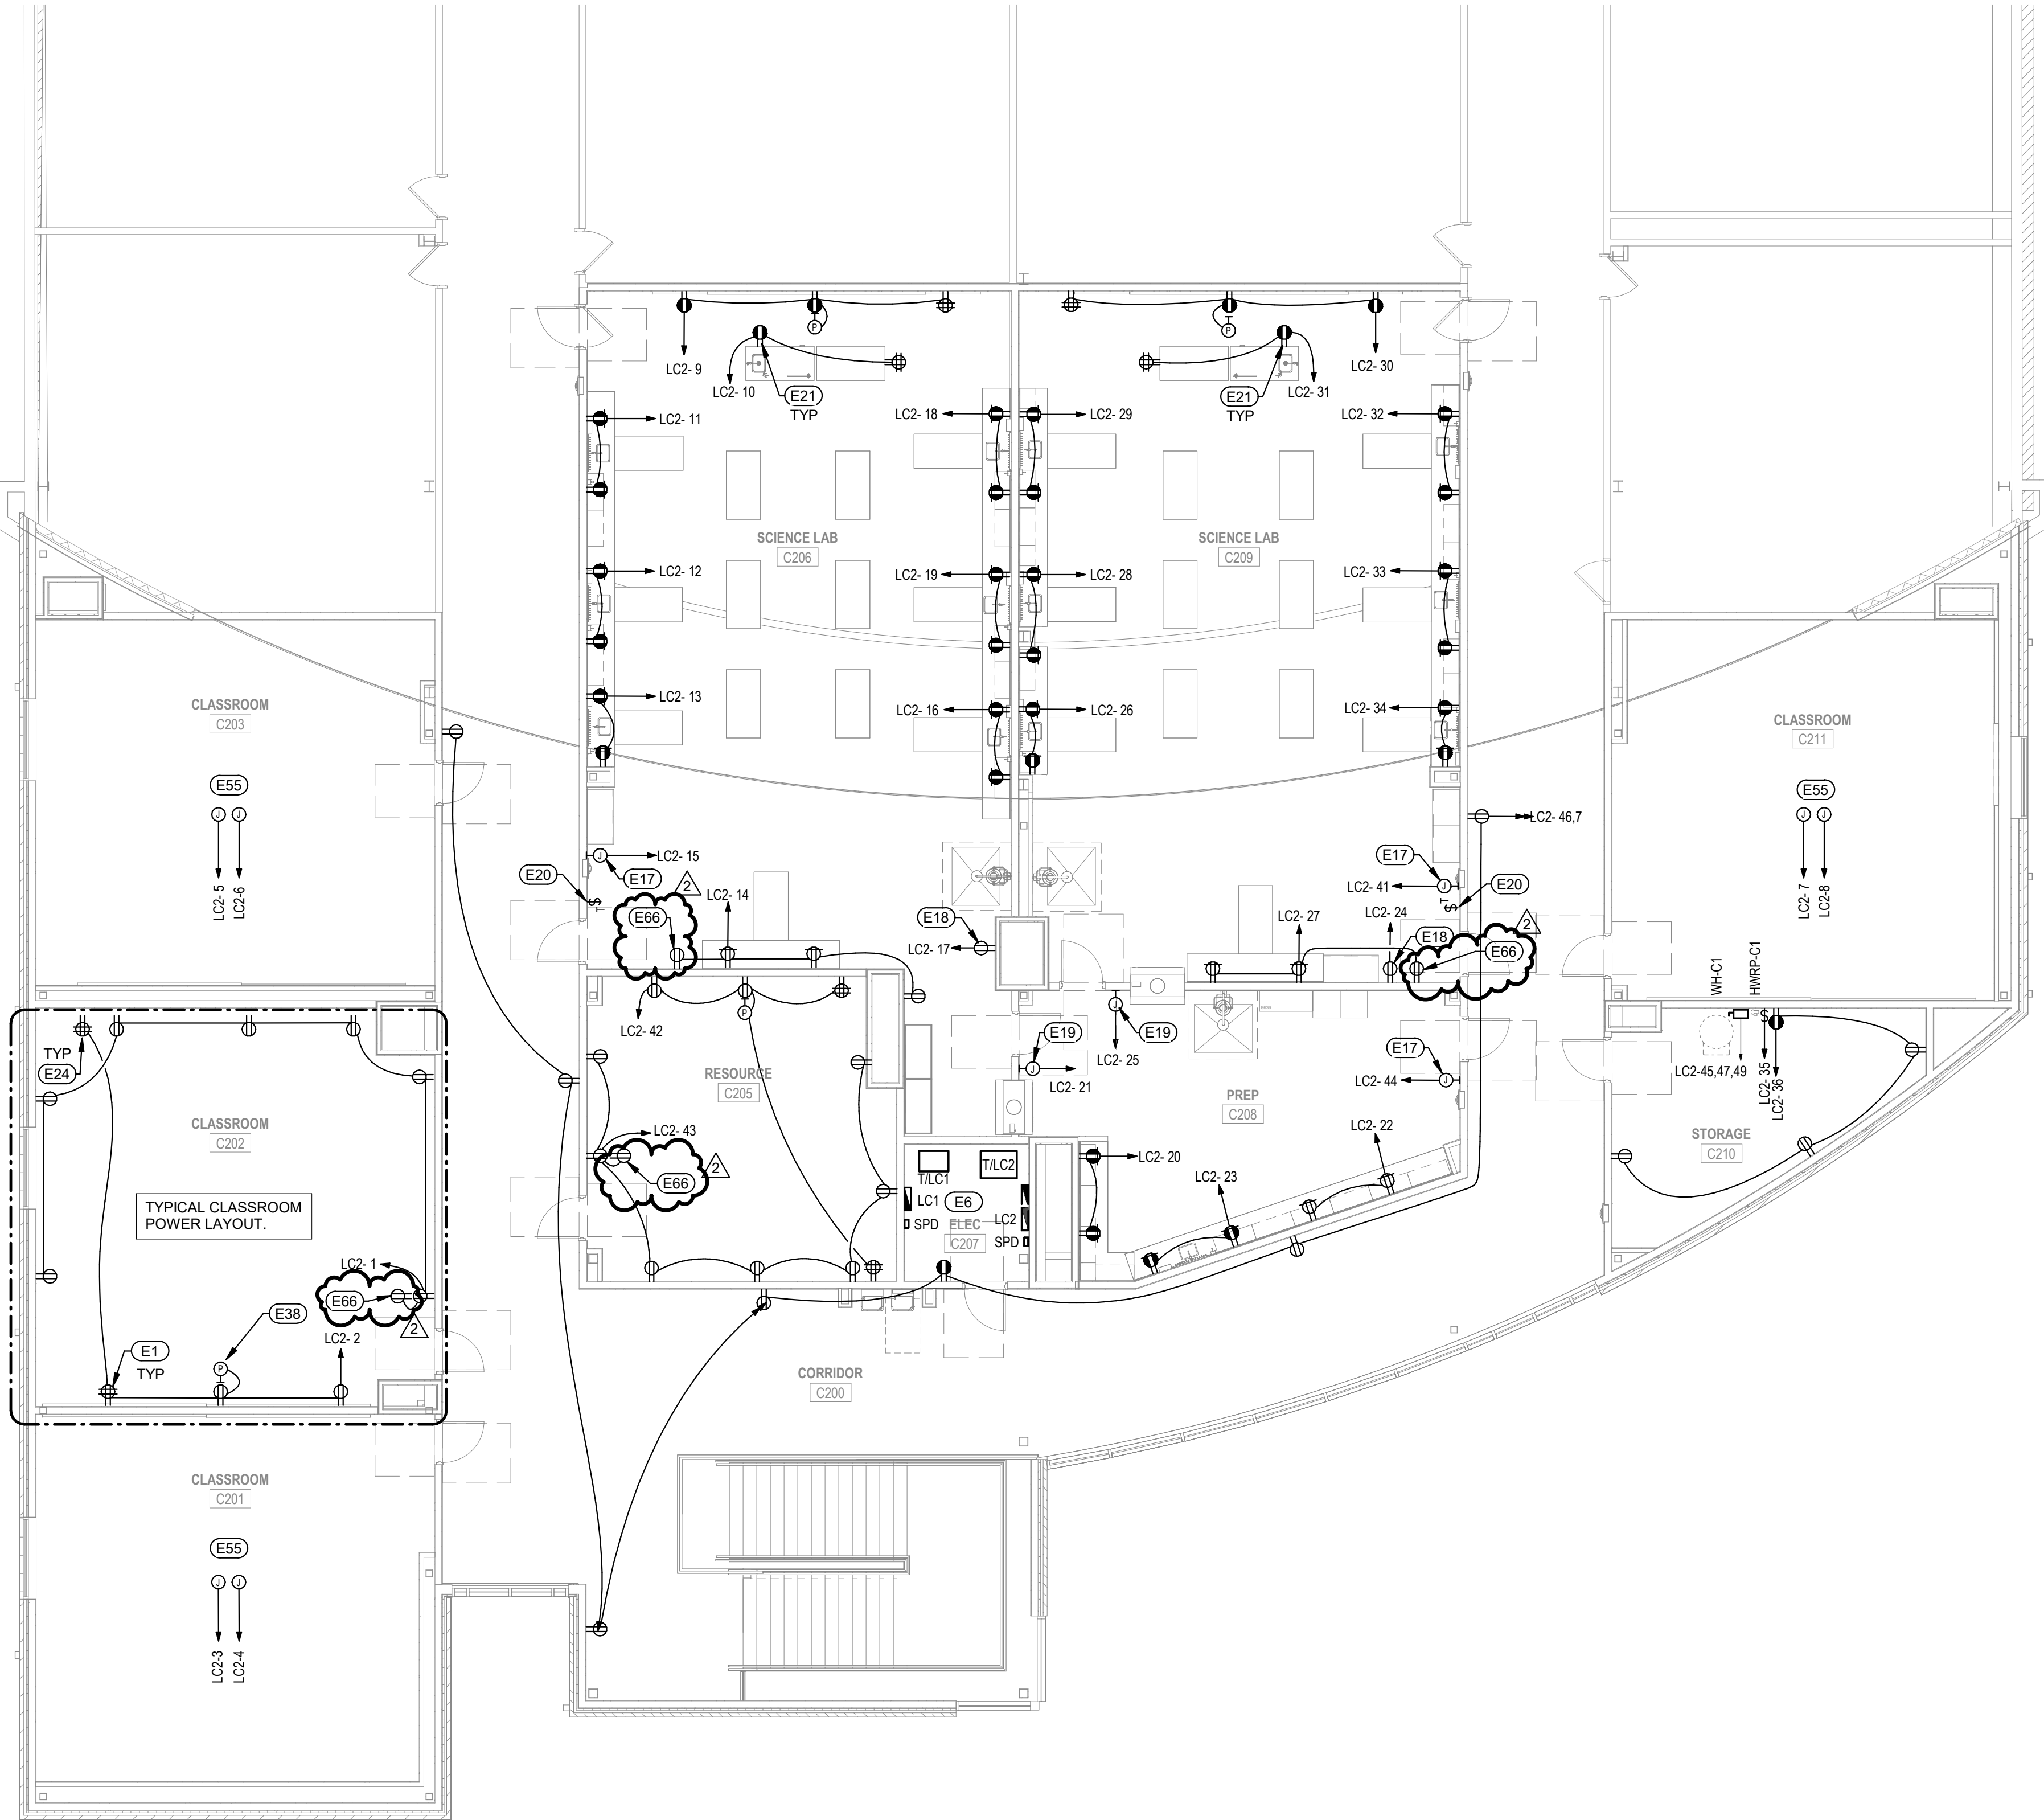 LC2- 9
LC2- 10
E21
TYP
P
P
LC2- 30
LC2- 31
E21
TYP
LC2- 11
LC2- 18
LC2- 29
LC2- 32
SCIENCE LAB
C206
SCIENCE LAB
C209
LC2- 12
LC2- 19
LC2- 28
LC2- 33
LC2- 13
LC2- 16
LC2- 26
LC2- 34
CLASSROOM
C203
E55
J J
LC2- 5
LC2-6
CLASSROOM
C211
E55
J J
LC2- 7
LC2-8
LC2- 46,7
J
LC2- 15
E17
E20
$
T
2
E66
LC2- 14
E18
LC2- 17
E17
J
LC2- 41
E20
$
T
LC2- 27
LC2- 24
E18
2
E66
LC2- 42
P
RESOURCE
C205
LC2- 43
E66
2
J
E19
LC2- 25
E19
J
LC2- 21
E17
J
LC2- 44
PREP
C208
LC2- 22
LC2- 20
LC2- 23
WH-C1
HWRP-C1
$
LC2-45,47,49
LC2- 35
LC2- 36
STORAGE
C210
T/LC1
T/LC2
LC1
E6
LC2
SPD
ELEC
C207
SPD
TYP
E24
CLASSROOM
C202
TYPICAL CLASSROOM
POWER LAYOUT.
LC2- 1
E66
2
E38
P
LC2- 2
E1
TYP
CORRIDOR
C200
CLASSROOM
C201
E55
J J
LC2-3
LC2-4